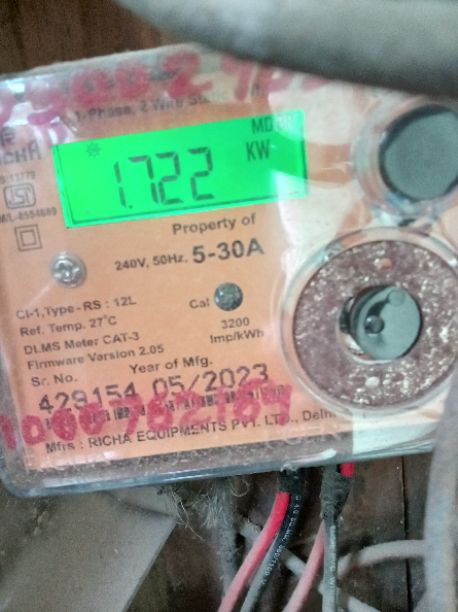 1-Phase, 2 Wire
MD
KW
1.722
RICHA
Property of
240V, 50Hz, 5-30A
Cl-1, Type-RS : 12L
Cal
Ref. Temp. 27°C
3200
Imp/kWh
DLMS Meter CAT-3
Firmware Version 2.05
Year of Mfg.
Sr. No.
429154 05/2023
Mfrs : RICHA EQUIPMENTS PVT. LTD., Delhi